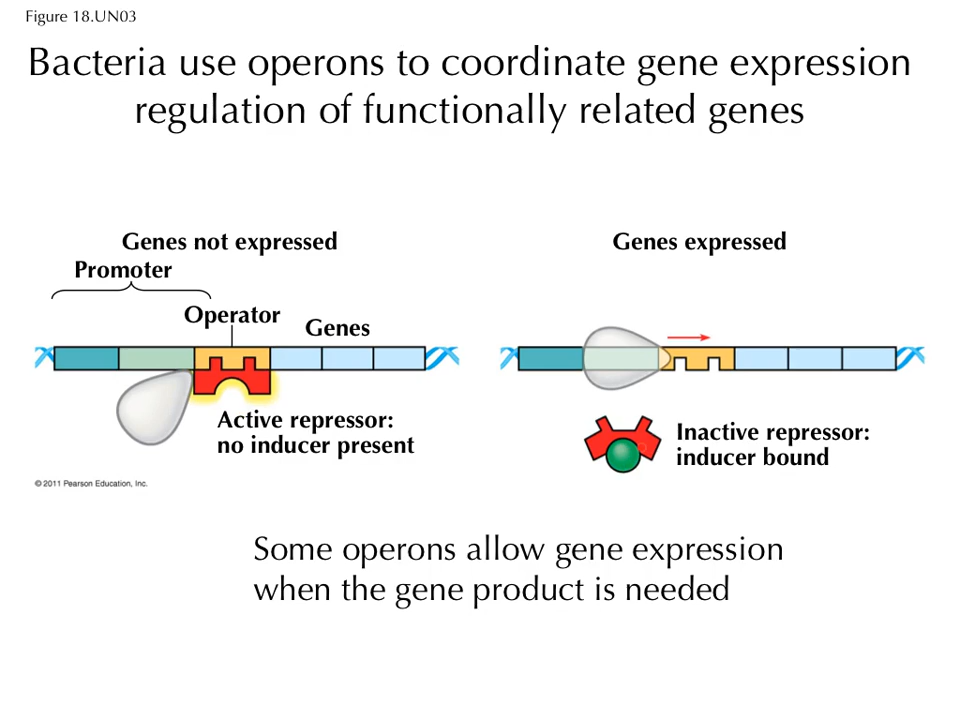 Figure 18.UN03
Bacteria use operons to coordinate gene expression
regulation of functionally related genes
Genes not expressed
Promoter
Operator
Genes
Active repressor:
no inducer present
Genes expressed
Inactive repressor:
inducer bound
© 2011 Pearson Education, Inc.
Some operons allow gene expression
when the gene product is needed